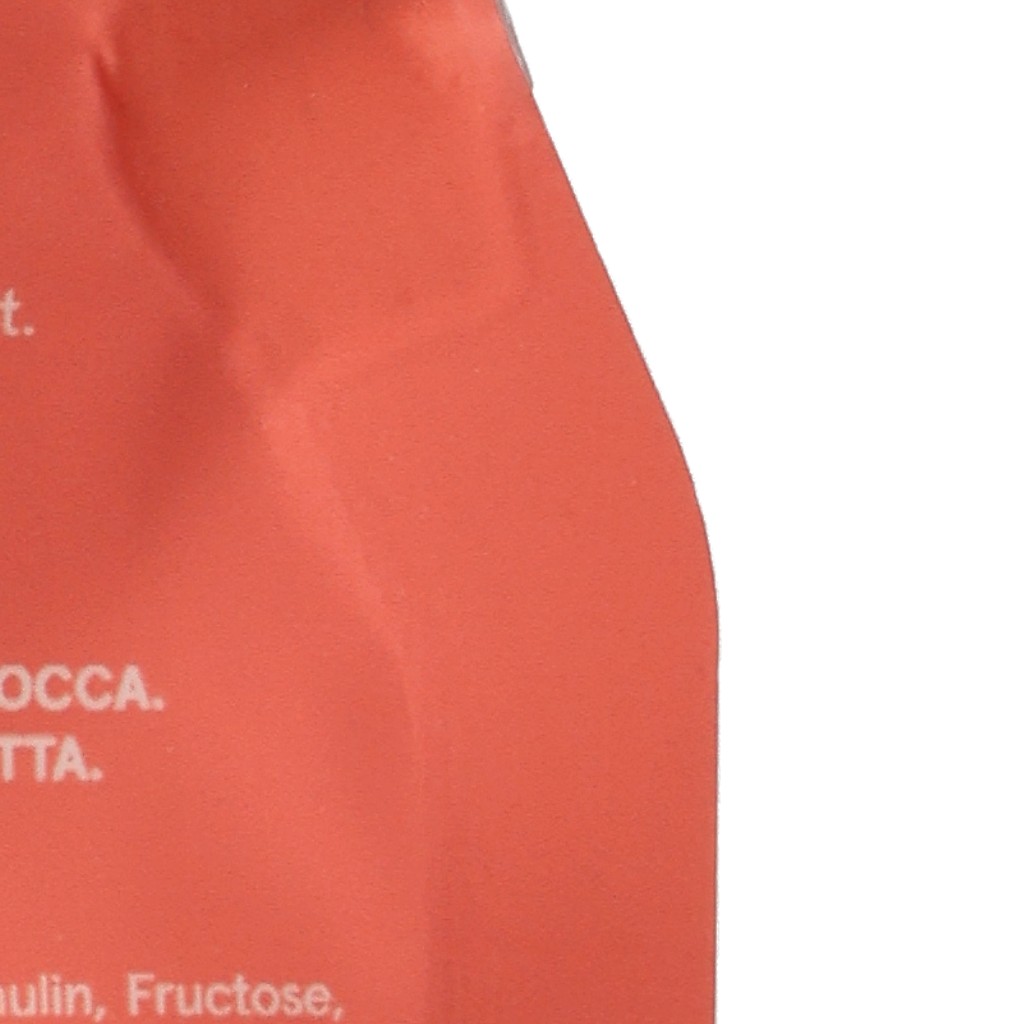 t.
OCCA.
TTA.
nulin, Fructose,